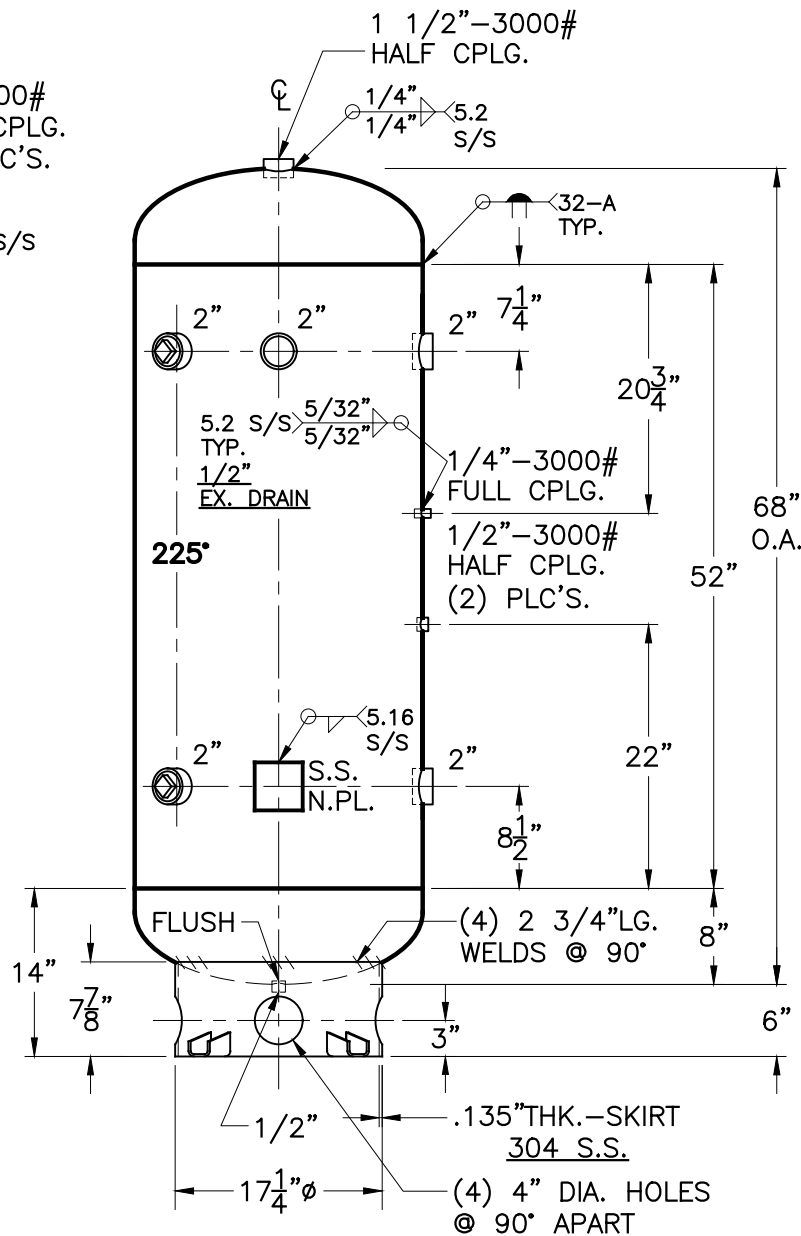 1 1/2"-3000#
HALF CPLG.
00#
CPLG.
C'S.
S/S
℄
1/4"
1/4"
5.2
S/S
32-A
TYP.
2"
2"
2"
7 1/4"
20 3/4"
5.2 S/S
TYP.
5/32"
5/32"
1/2"
EX. DRAIN
1/4"-3000#
FULL CPLG.
68"
O.A.
1/2"-3000#
HALF CPLG.
(2) PLC'S.
225°
52"
5.16
S/S
2"
S.S.
N.PL.
2"
22"
8 1/2"
FLUSH
(4) 2 3/4"LG.
WELDS @ 90°
8"
14"
7 7/8"
3"
6"
1/2"
.135"THK.-SKIRT
304 S.S.
17 1/4"ø
(4) 4" DIA. HOLES
@ 90° APART